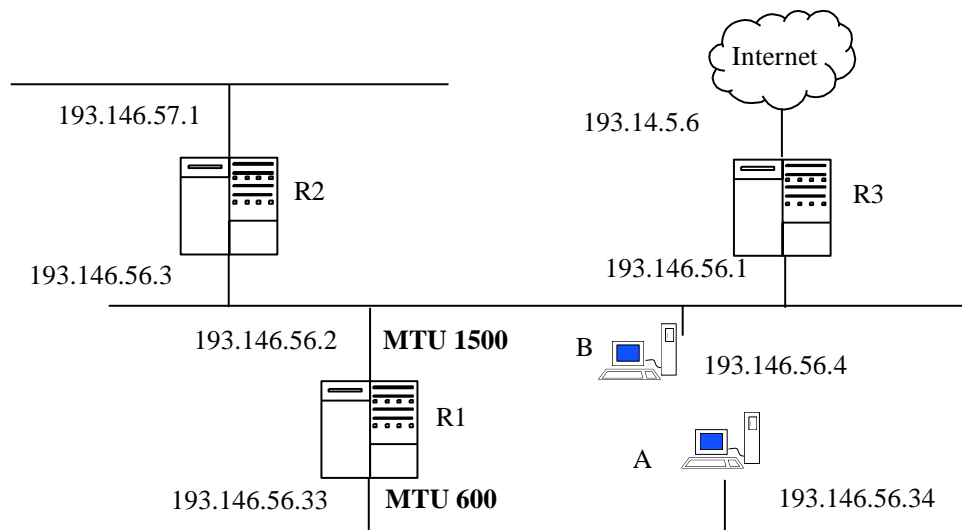 Internet
193.146.57.1
193.14.5.6
R2
R3
193.146.56.3
193.146.56.1
193.146.56.2
MTU 1500
B
193.146.56.4
R1
A
193.146.56.33
MTU 600
193.146.56.34